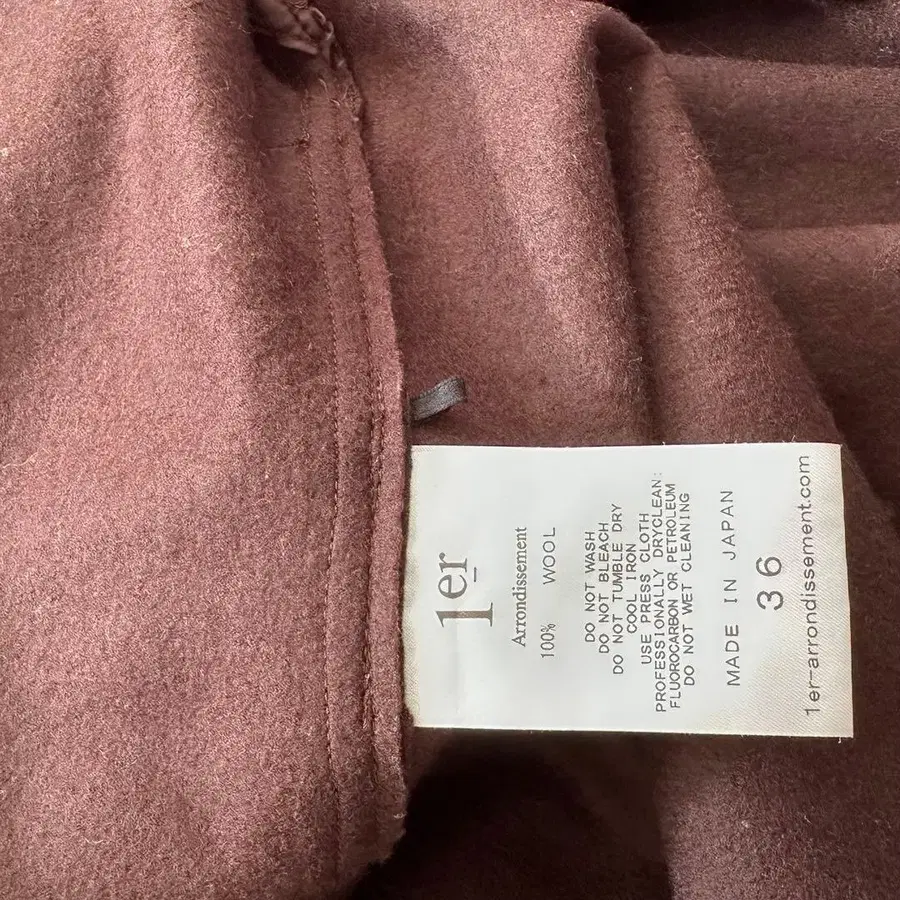 1er
Arrondissement
100% WOOL
DO NOT WASH
DO NOT BLEACH
DO NOT TUMBLE DRY
COOL IRON
USE PRESS CLOTH
PROFESSIONALLY DRYCLEAN:
FLUOROCARBON OR PETROLEUM
DO NOT WET CLEANING
MADE IN JAPAN
36
1er-arrondissement.com